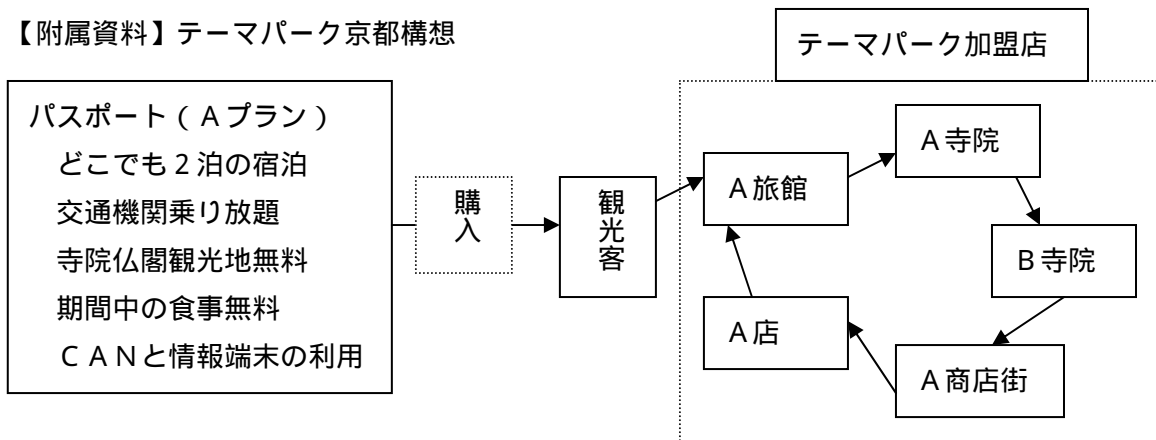 【附属資料】テーマパーク京都構想
テーマパーク加盟店
パスポート(Aプラン)
どこでも2泊の宿泊
交通機関乗り放題
寺院仏閣観光地無料
期間中の食事無料
CANと情報端末の利用
購入
観光客
A旅館
A寺院
B寺院
A商店街
A店